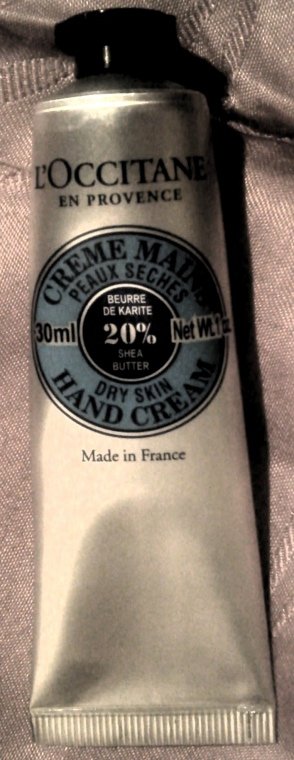 L'OCCITANE
EN PROVENCE
CREME MAINS
PEAUX SECHES
BEURRE
DE KARITE
30ml
20%
Net Wt. 1 oz.
SHEA
BUTTER
DRY SKIN
HAND CREAM
Made in France